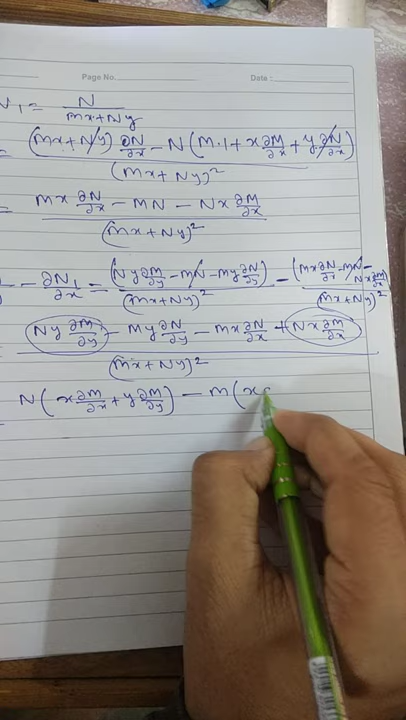 Page No. Date :
N₁ = N/(mx+Ny)
= ((mx+Ny) ∂N/∂x − N(m·1 + x ∂m/∂x + y ∂N/∂x))/(mx+Ny)²
= (mx ∂N/∂x − mN − Nx ∂m/∂x)/(mx+Ny)²
− ∂N₁/∂x = (Ny ∂m/∂y − mN − my ∂N/∂y)/(mx+Ny)² − (mx ∂N/∂x − mN − Nx ∂m/∂x)/(mx+Ny)²
(Ny ∂m/∂y − my ∂N/∂y − mx ∂N/∂x + Nx ∂m/∂x)/(mx+Ny)²
N(x ∂m/∂x + y ∂m/∂y) − m(x